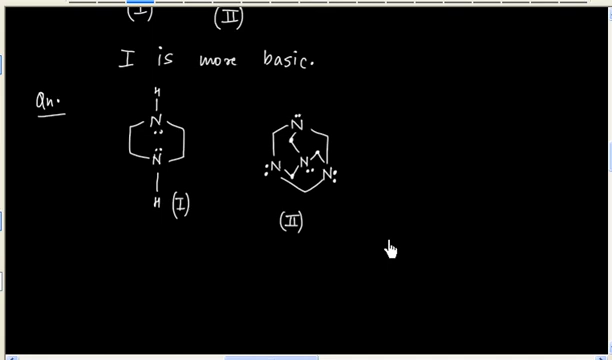 (I) (II)
I is more basic.
Qn.
H
N N
N
N N N
H (I)
(II)